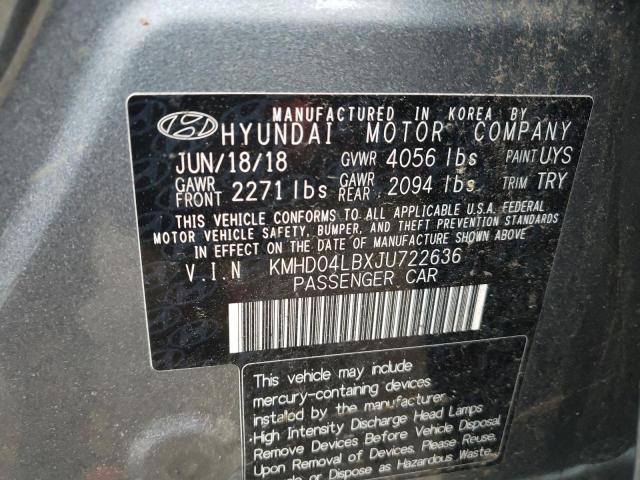 MANUFACTURED IN KOREA BY
HYUNDAI MOTOR COMPANY
JUN/18/18 GVWR 4056 lbs PAINT UYS
GAWR FRONT 2271 lbs GAWR REAR 2094 lbs TRIM TRY
THIS VEHICLE CONFORMS TO ALL APPLICABLE U.S.A. FEDERAL
MOTOR VEHICLE SAFETY, BUMPER, AND THEFT PREVENTION STANDARDS
IN EFFECT ON THE DATE OF MANUFACTURE SHOWN ABOVE.
VIN KMHD04LBXJU722636
PASSENGER CAR
This vehicle may include
mercury-containing devices
instaled by the manufacturer
- High Intensity Discharge Head Lamps
Remove Devices Before Vehicle Disposal
Upon Removal of Devices, Please Reuse,
or Dispose as Hazardous Waste.